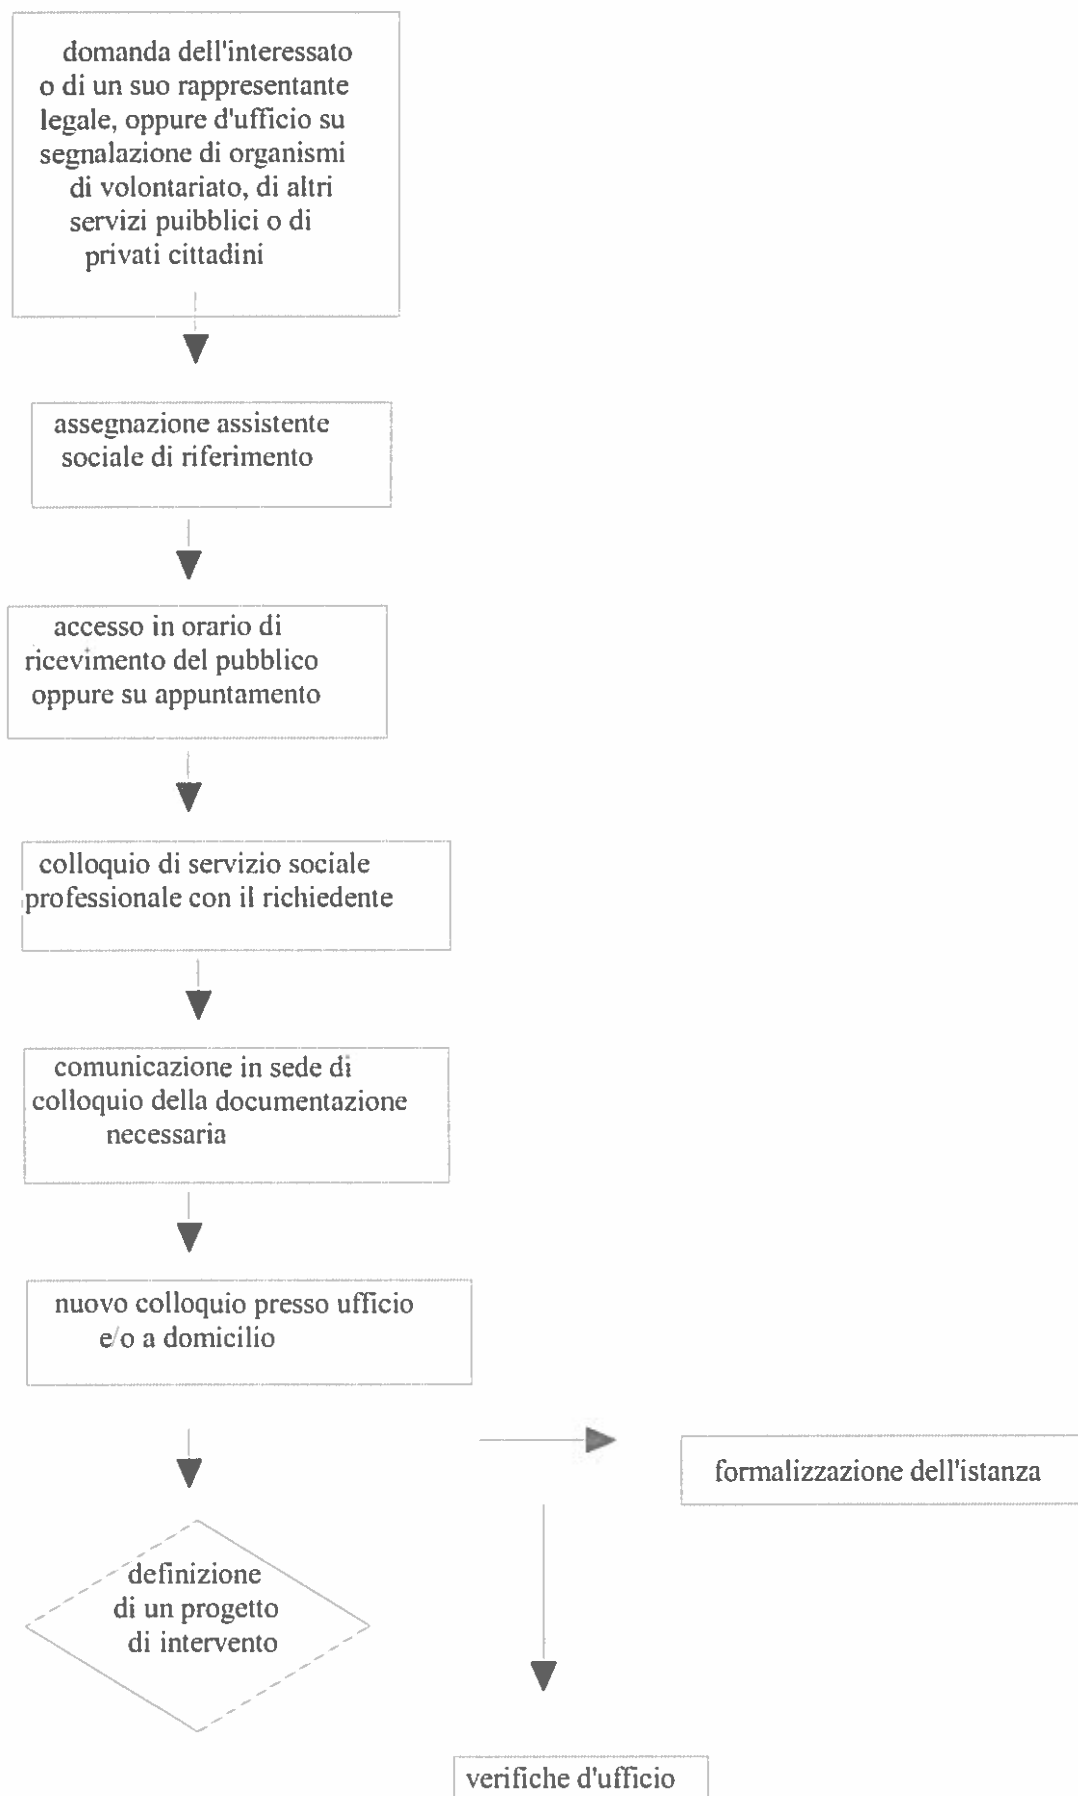 domanda dell'interessato
o di un suo rappresentante
legale, oppure d'ufficio su
segnalazione di organismi
di volontariato, di altri
servizi puibblici o di
privati cittadini
assegnazione assistente
sociale di riferimento
accesso in orario di
ricevimento del pubblico
oppure su appuntamento
colloquio di servizio sociale
professionale con il richiedente
comunicazione in sede di
colloquio della documentazione
necessaria
nuovo colloquio presso ufficio
e/o a domicilio
formalizzazione dell'istanza
definizione
di un progetto
di intervento
verifiche d'ufficio